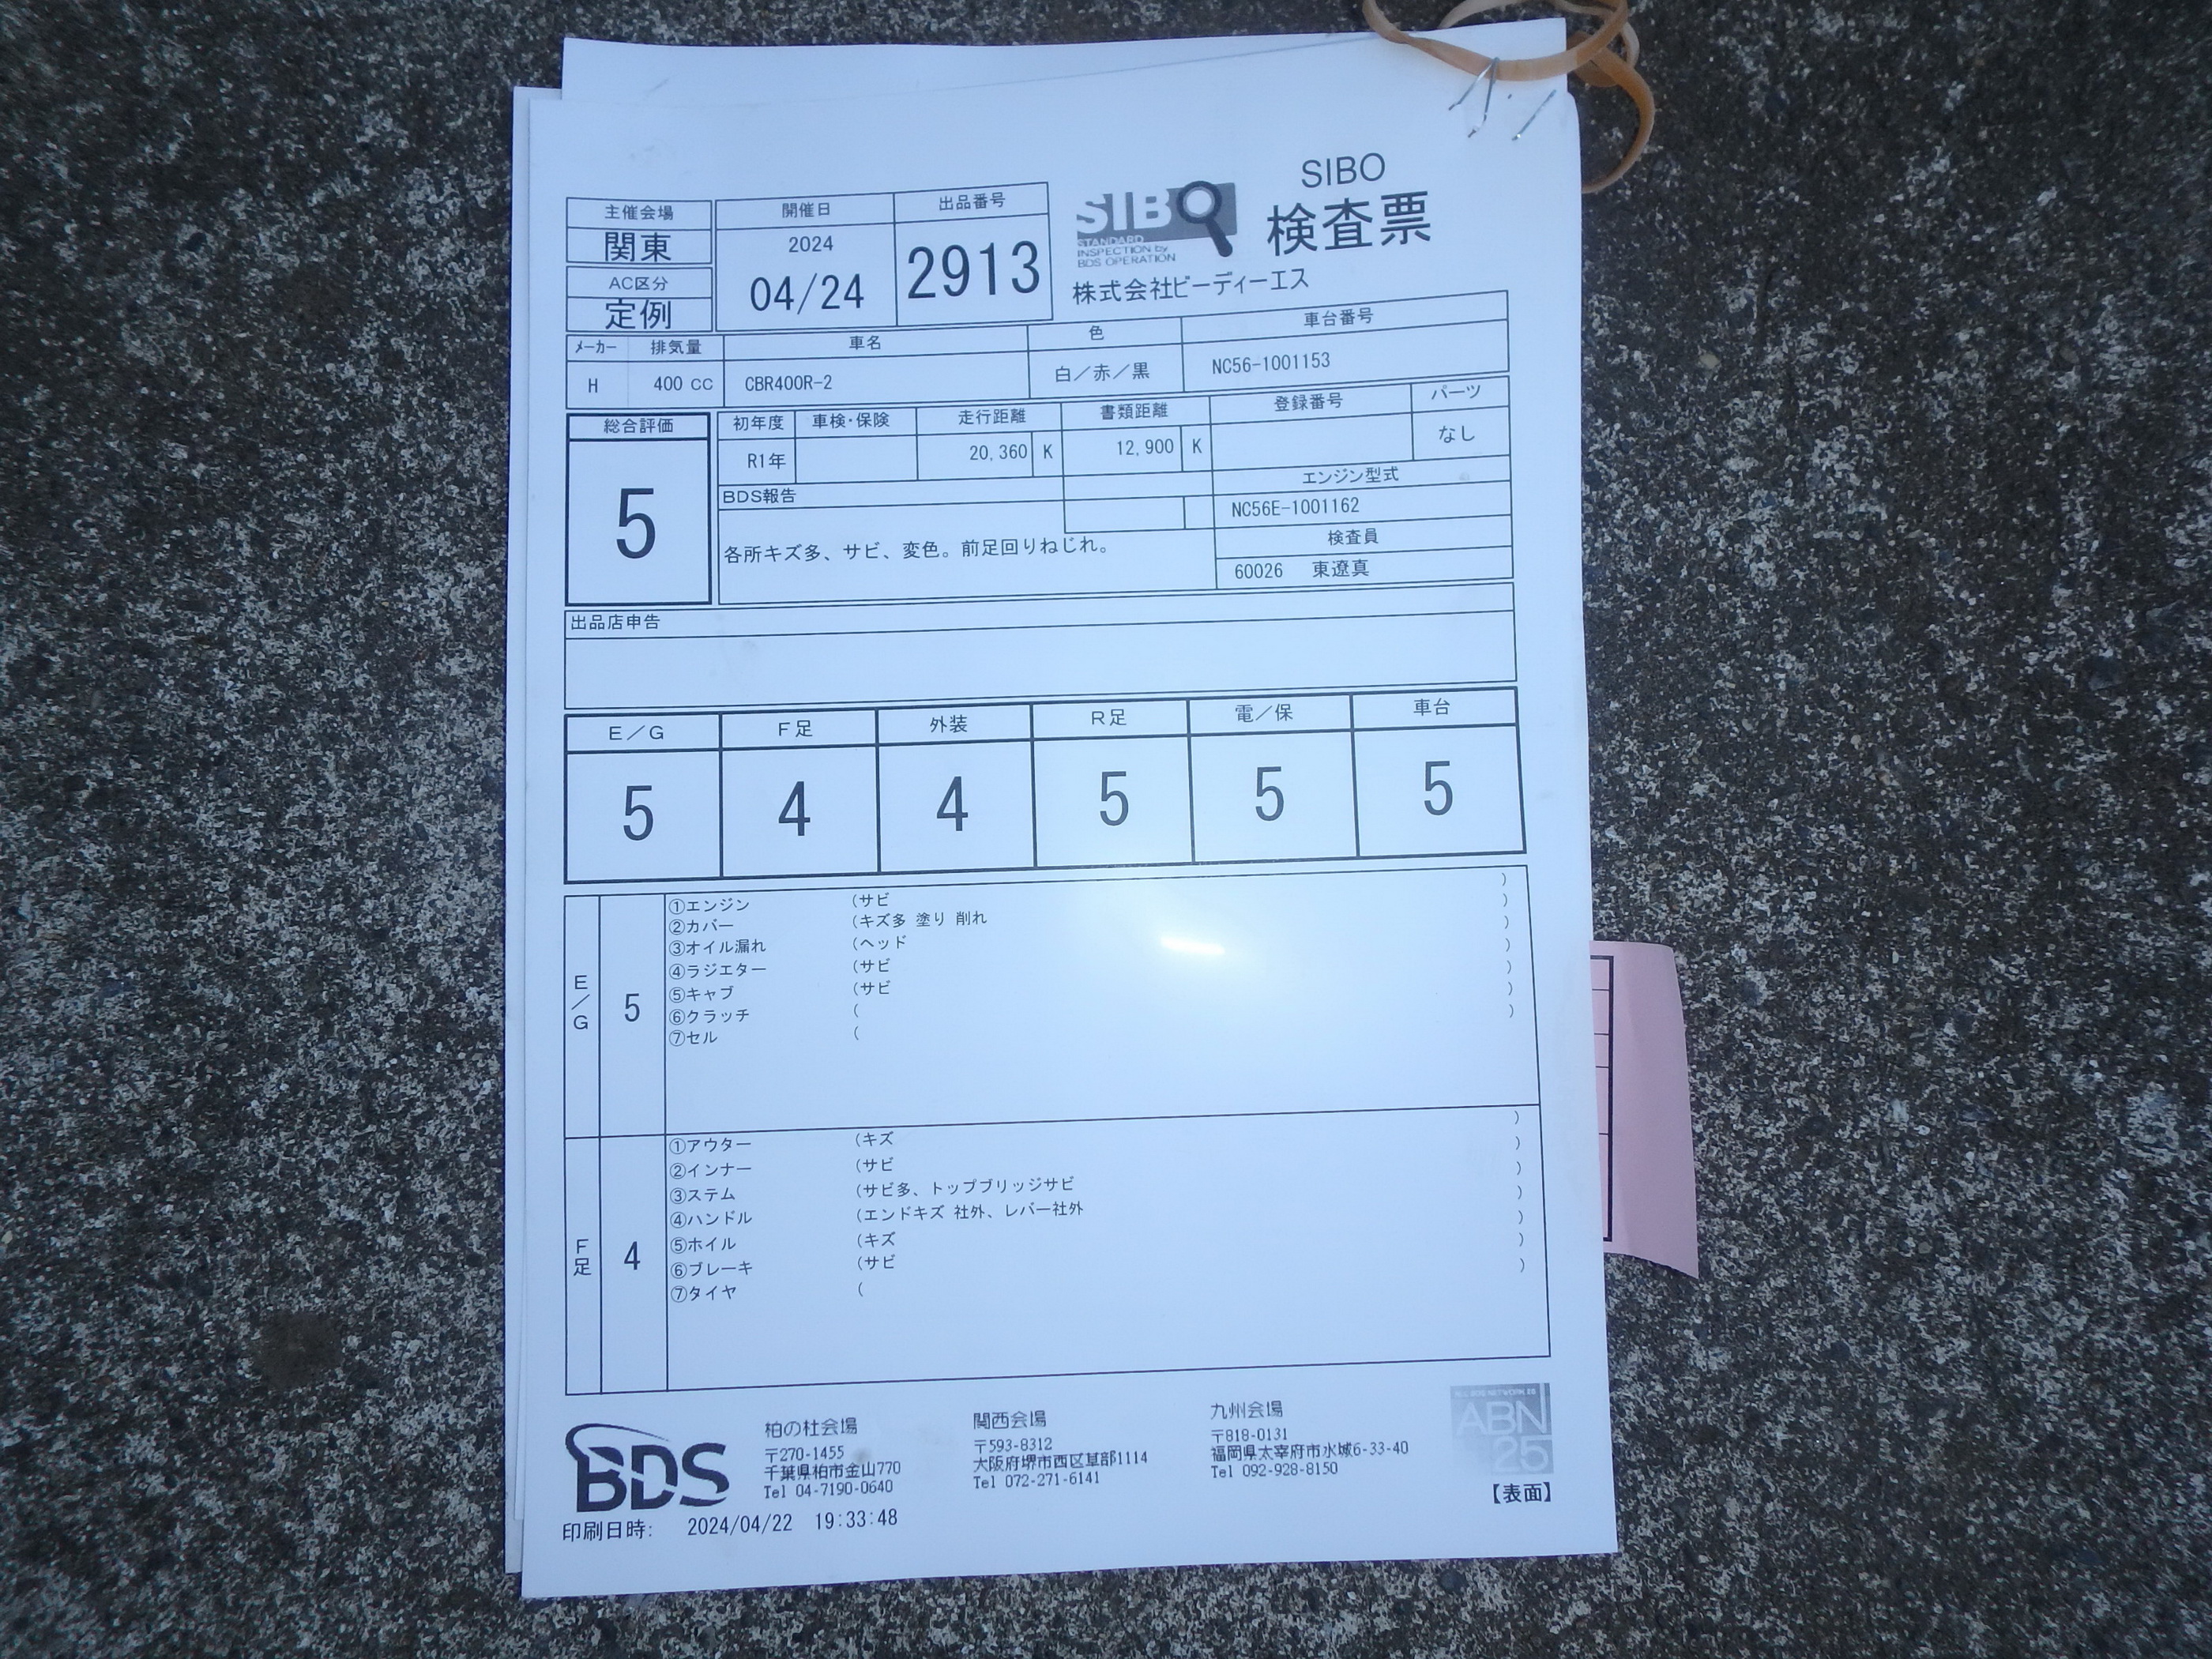 SIBO
STANDARD
INSPECTION by
BDS OPERATION
SIBO
検査票
株式会社ビーディーエス
主催会場
関東
AC区分
定例
開催日
2024
04/24
出品番号
2913
メーカー 排気量 車名 色 車台番号
H 400 CC CBR400R-2 白/赤/黒 NC56-1001153
総合評価
5
初年度 車検・保険 走行距離 書類距離 登録番号 パーツ
R1年 20,360 K 12,900 K なし
BDS報告
各所キズ多、サビ、変色。前足回りねじれ。
エンジン型式
NC56E-1001162
検査員
60026 東遼真
出品店申告
E/G F足 外装 R足 電/保 車台
5 4 4 5 5 5
E/G 5
①エンジン (サビ )
②カバー (キズ多 塗り 削れ )
③オイル漏れ (ヘッド )
④ラジエター (サビ )
⑤キャブ (サビ )
⑥クラッチ ( )
⑦セル ( )
F足 4
①アウター (キズ )
②インナー (サビ )
③ステム (サビ多、トップブリッジサビ )
④ハンドル (エンドキズ 社外、レバー社外 )
⑤ホイル (キズ )
⑥ブレーキ (サビ )
⑦タイヤ ( )
BDS
柏の杜会場
〒270-1455
千葉県柏市金山770
Tel 04-7190-0640
関西会場
〒593-8312
大阪府堺市西区草部1114
Tel 072-271-6141
九州会場
〒818-0131
福岡県太宰府市水城6-33-40
Tel 092-928-8150
ALL BDS NETWORK 25
ABN
25
【表面】
印刷日時: 2024/04/22 19:33:48